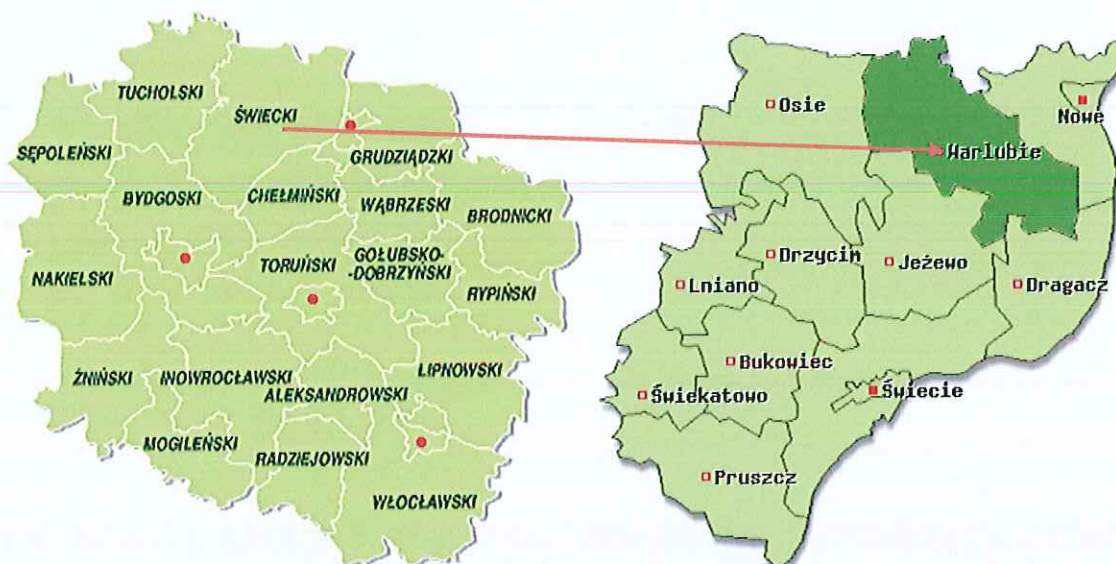 TUCHOLSKI
ŚWIECKI
SĘPOLEŃSKI
GRUDZIĄDZKI
BYDGOSKI
CHEŁMIŃSKI
WĄBRZESKI
BRODNICKI
NAKIELSKI
TORUŃSKI
GOŁUBSKO-
-DOBRZYŃSKI
RYPIŃSKI
ŻNIŃSKI
INOWROCŁAWSKI
ALEKSANDROWSKI
LIPNOWSKI
MOGILEŃSKI
RADZIEJOWSKI
WŁOCŁAWSKI
Osie
Nowe
Warlubie
Drzycim
Jeżewo
Lniano
Dragacz
Bukowiec
Świekatowo
Świecie
Pruszcz